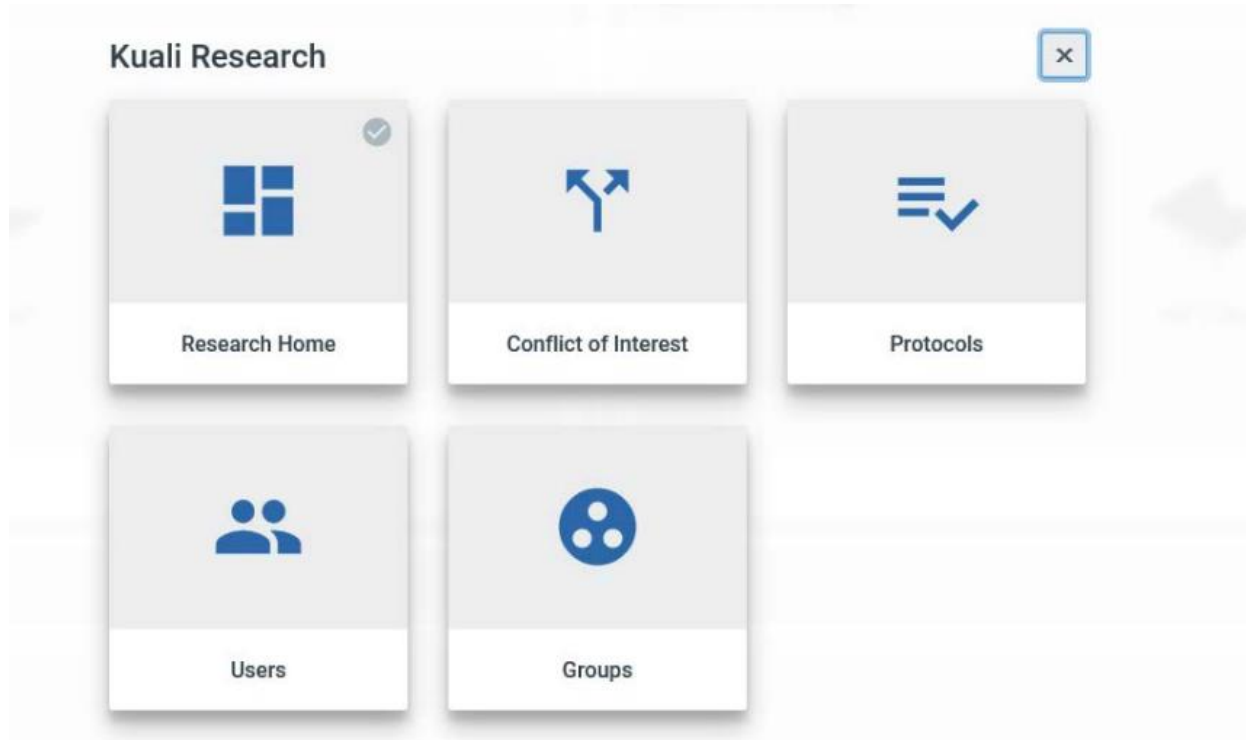 Kuali Research
Research Home
Conflict of Interest
Protocols
Users
Groups